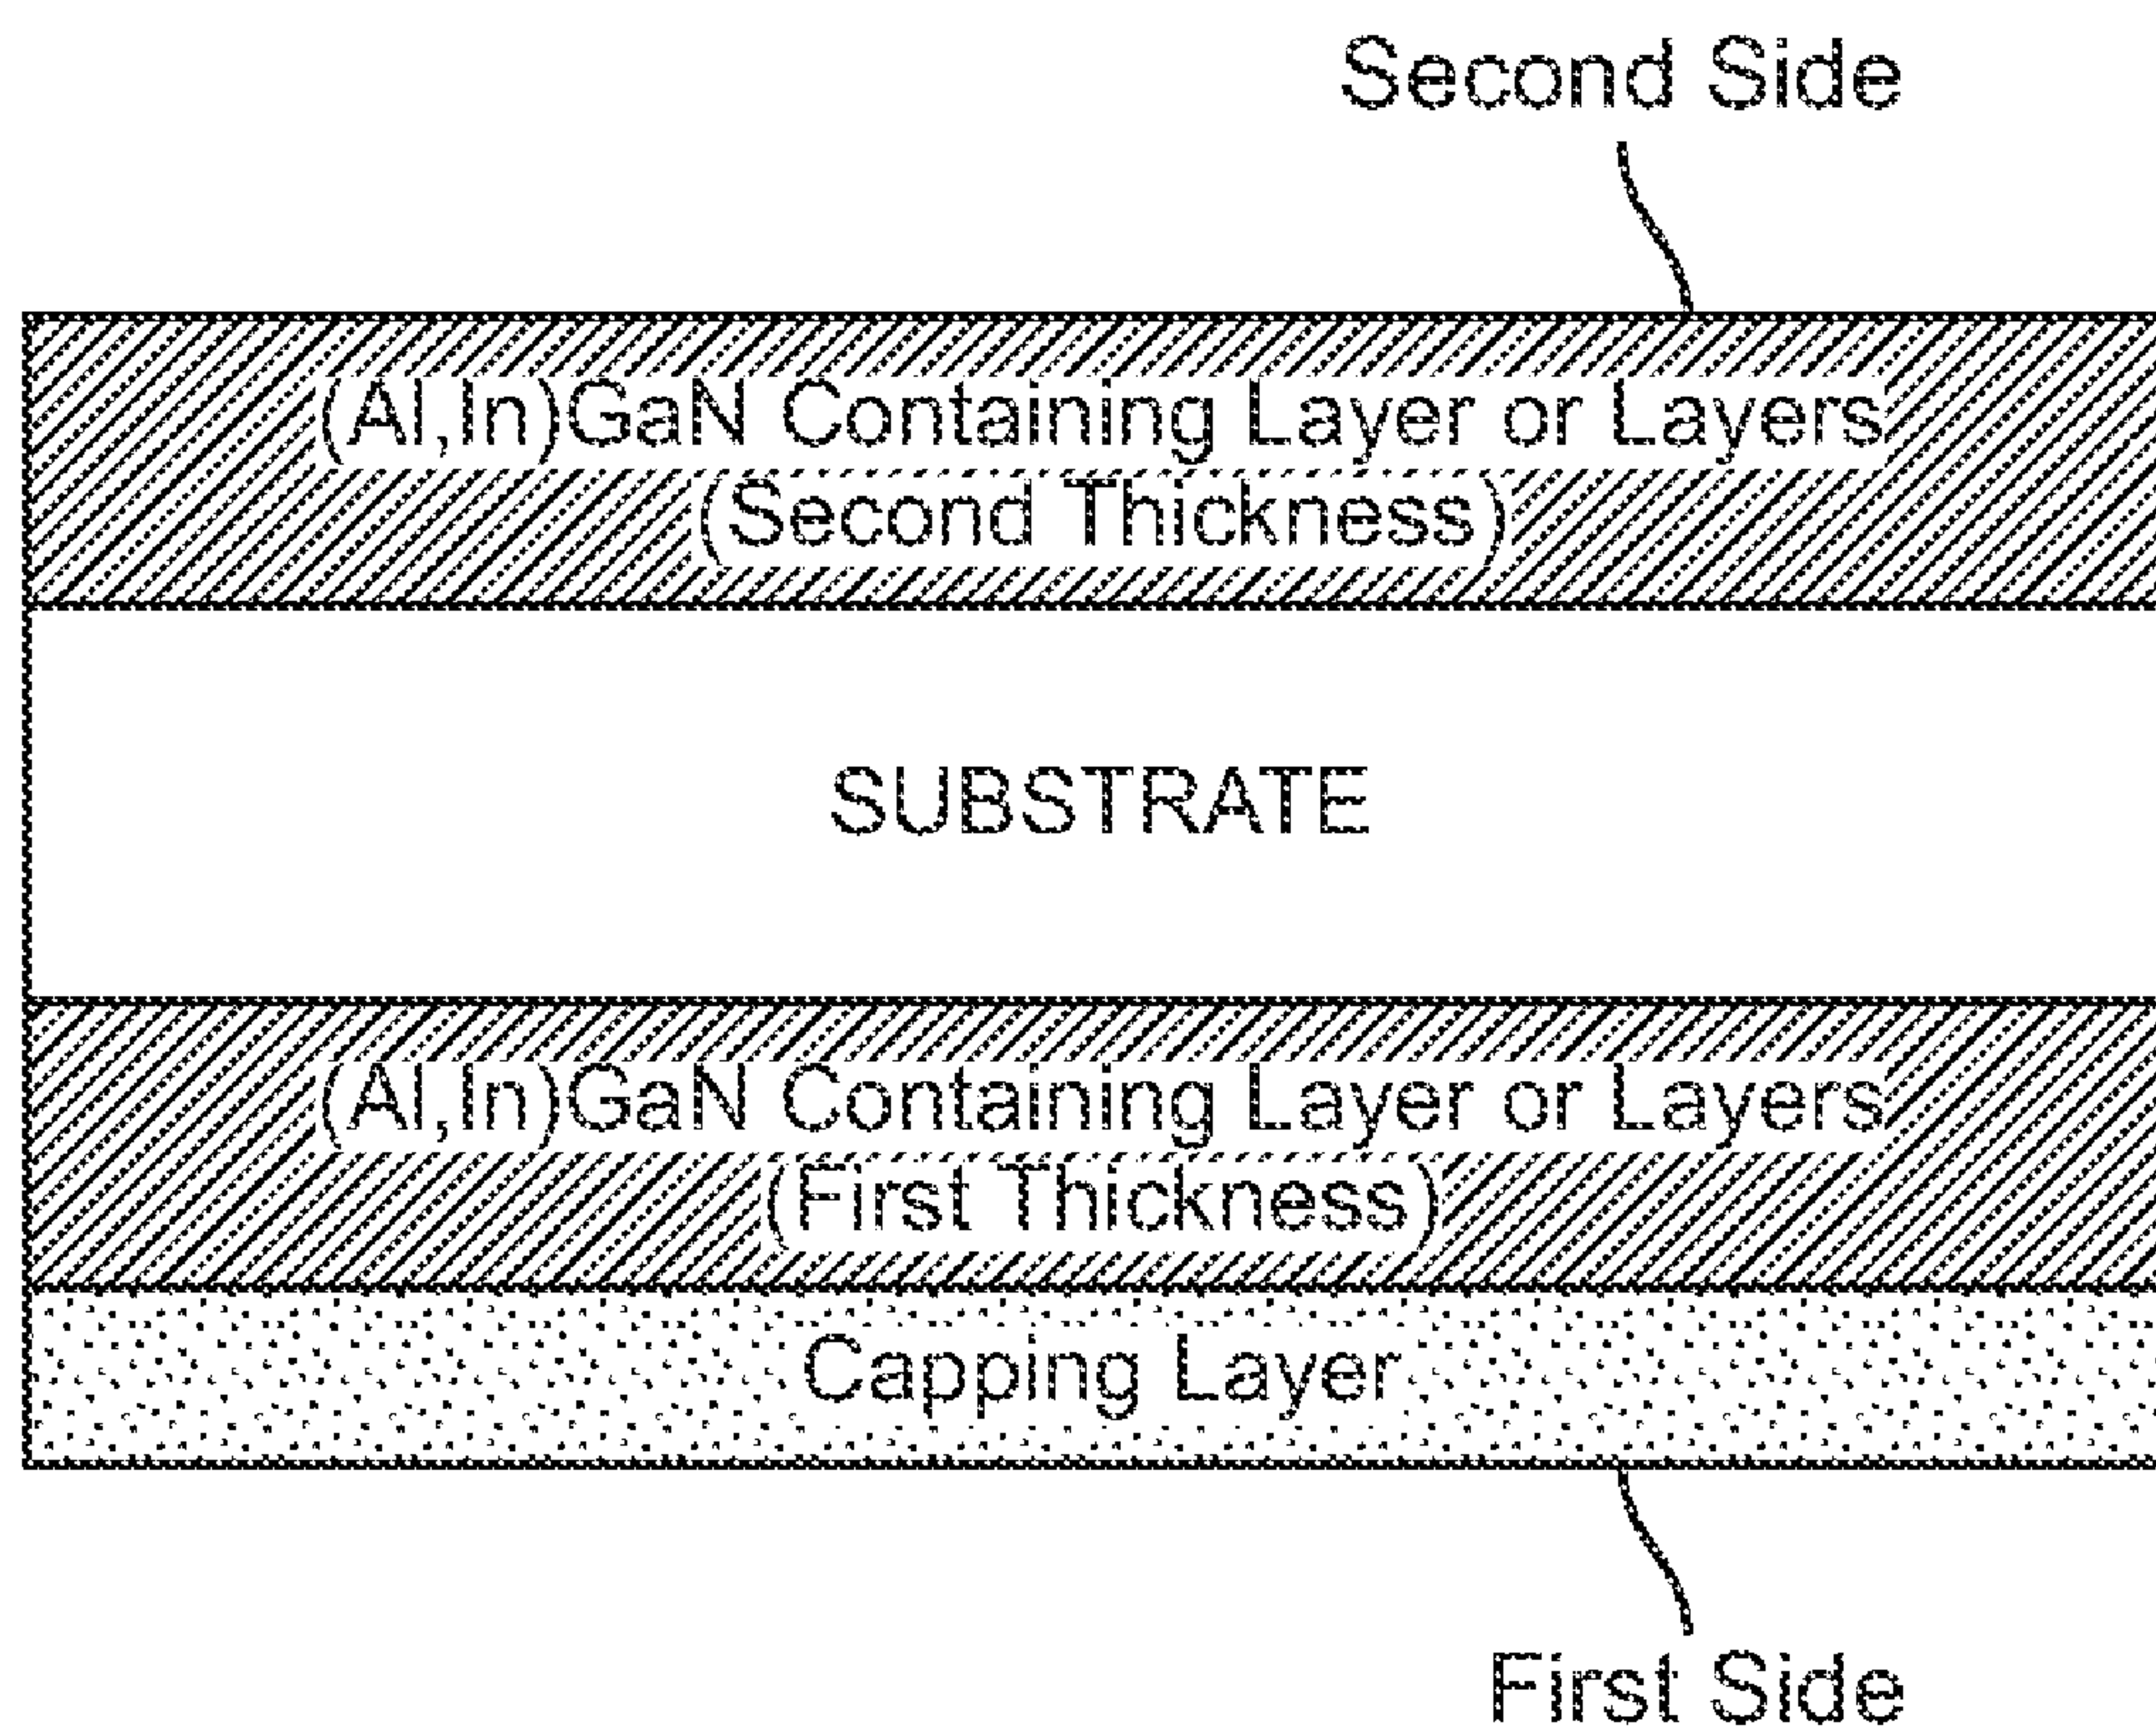 Second Side
(Al,In)GaN Containing Layer or Layers
(Second Thickness)
SUBSTRATE
(Al,In)GaN Containing Layer or Layers
(First Thickness)
Capping Layer
First Side